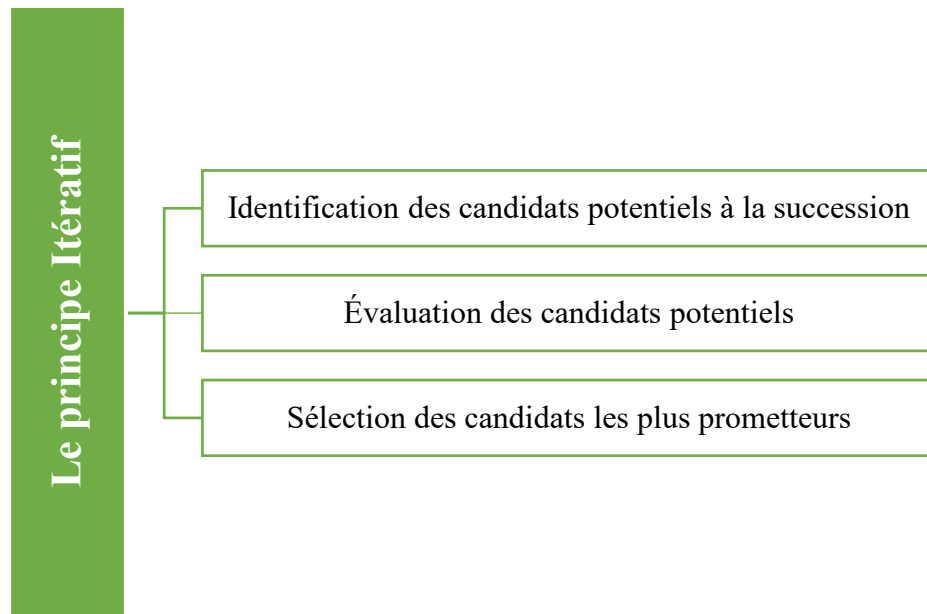 Le principe Itératif
Identification des candidats potentiels à la succession
Évaluation des candidats potentiels
Sélection des candidats les plus prometteurs